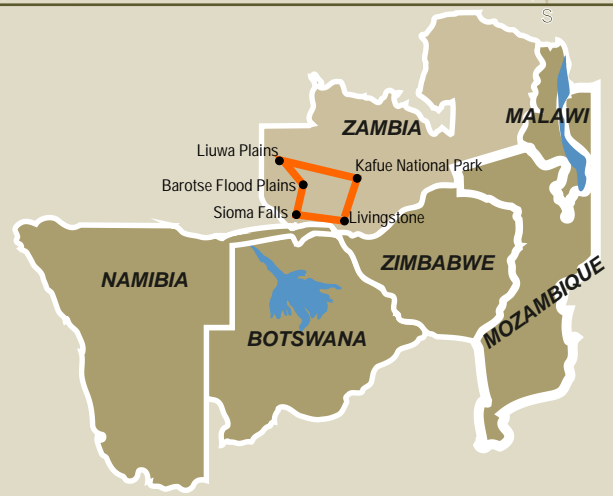 S
MALAWI
ZAMBIA
Liuwa Plains
Kafue National Park
Barotse Flood Plains
Sioma Falls
Livingstone
ZIMBABWE
NAMIBIA
MOZAMBIQUE
BOTSWANA